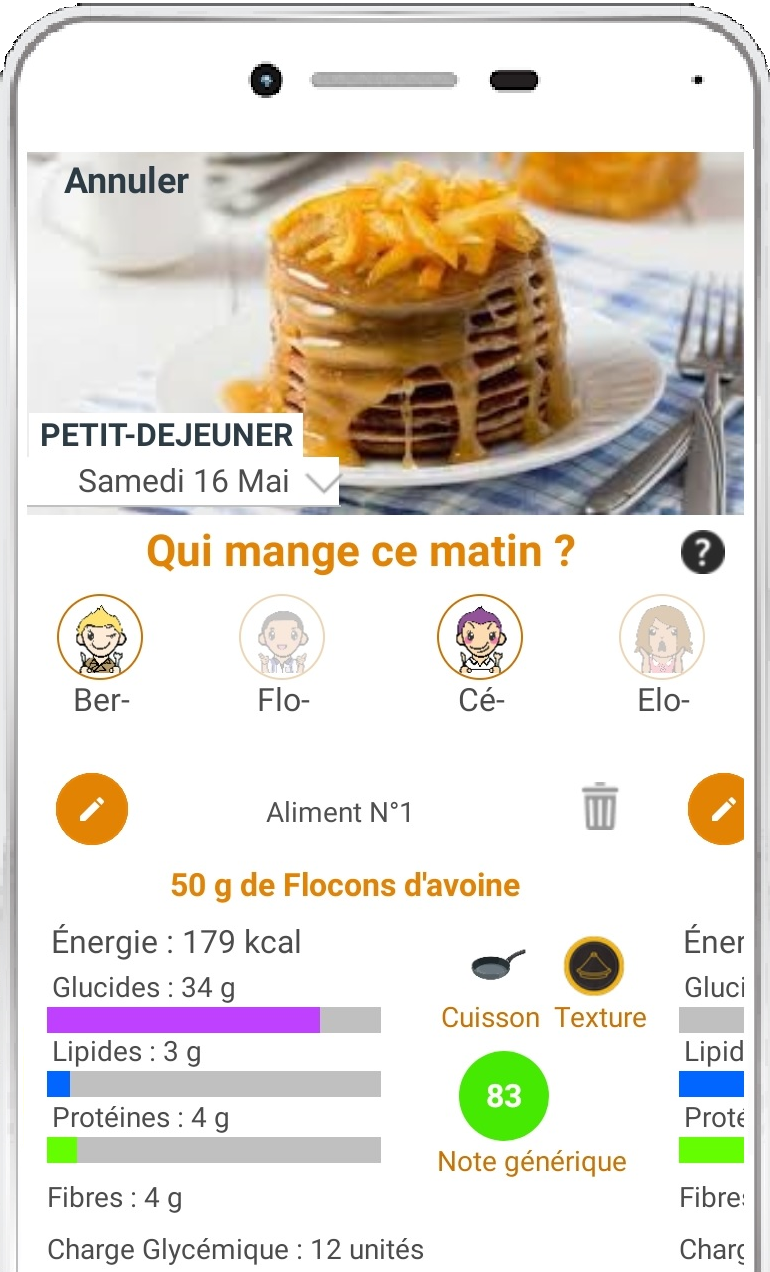 Annuler
PETIT-DEJEUNER
Samedi 16 Mai
Qui mange ce matin ?
?
Ber-
Flo-
Cé-
Elo-
Aliment N°1
50 g de Flocons d'avoine
Énergie : 179 kcal
Éner
Glucides : 34 g
Gluci
Cuisson
Texture
Lipides : 3 g
Lipid
83
Protéines : 4 g
Proté
Note générique
Fibres : 4 g
Fibre
Charge Glycémique : 12 unités
Charg